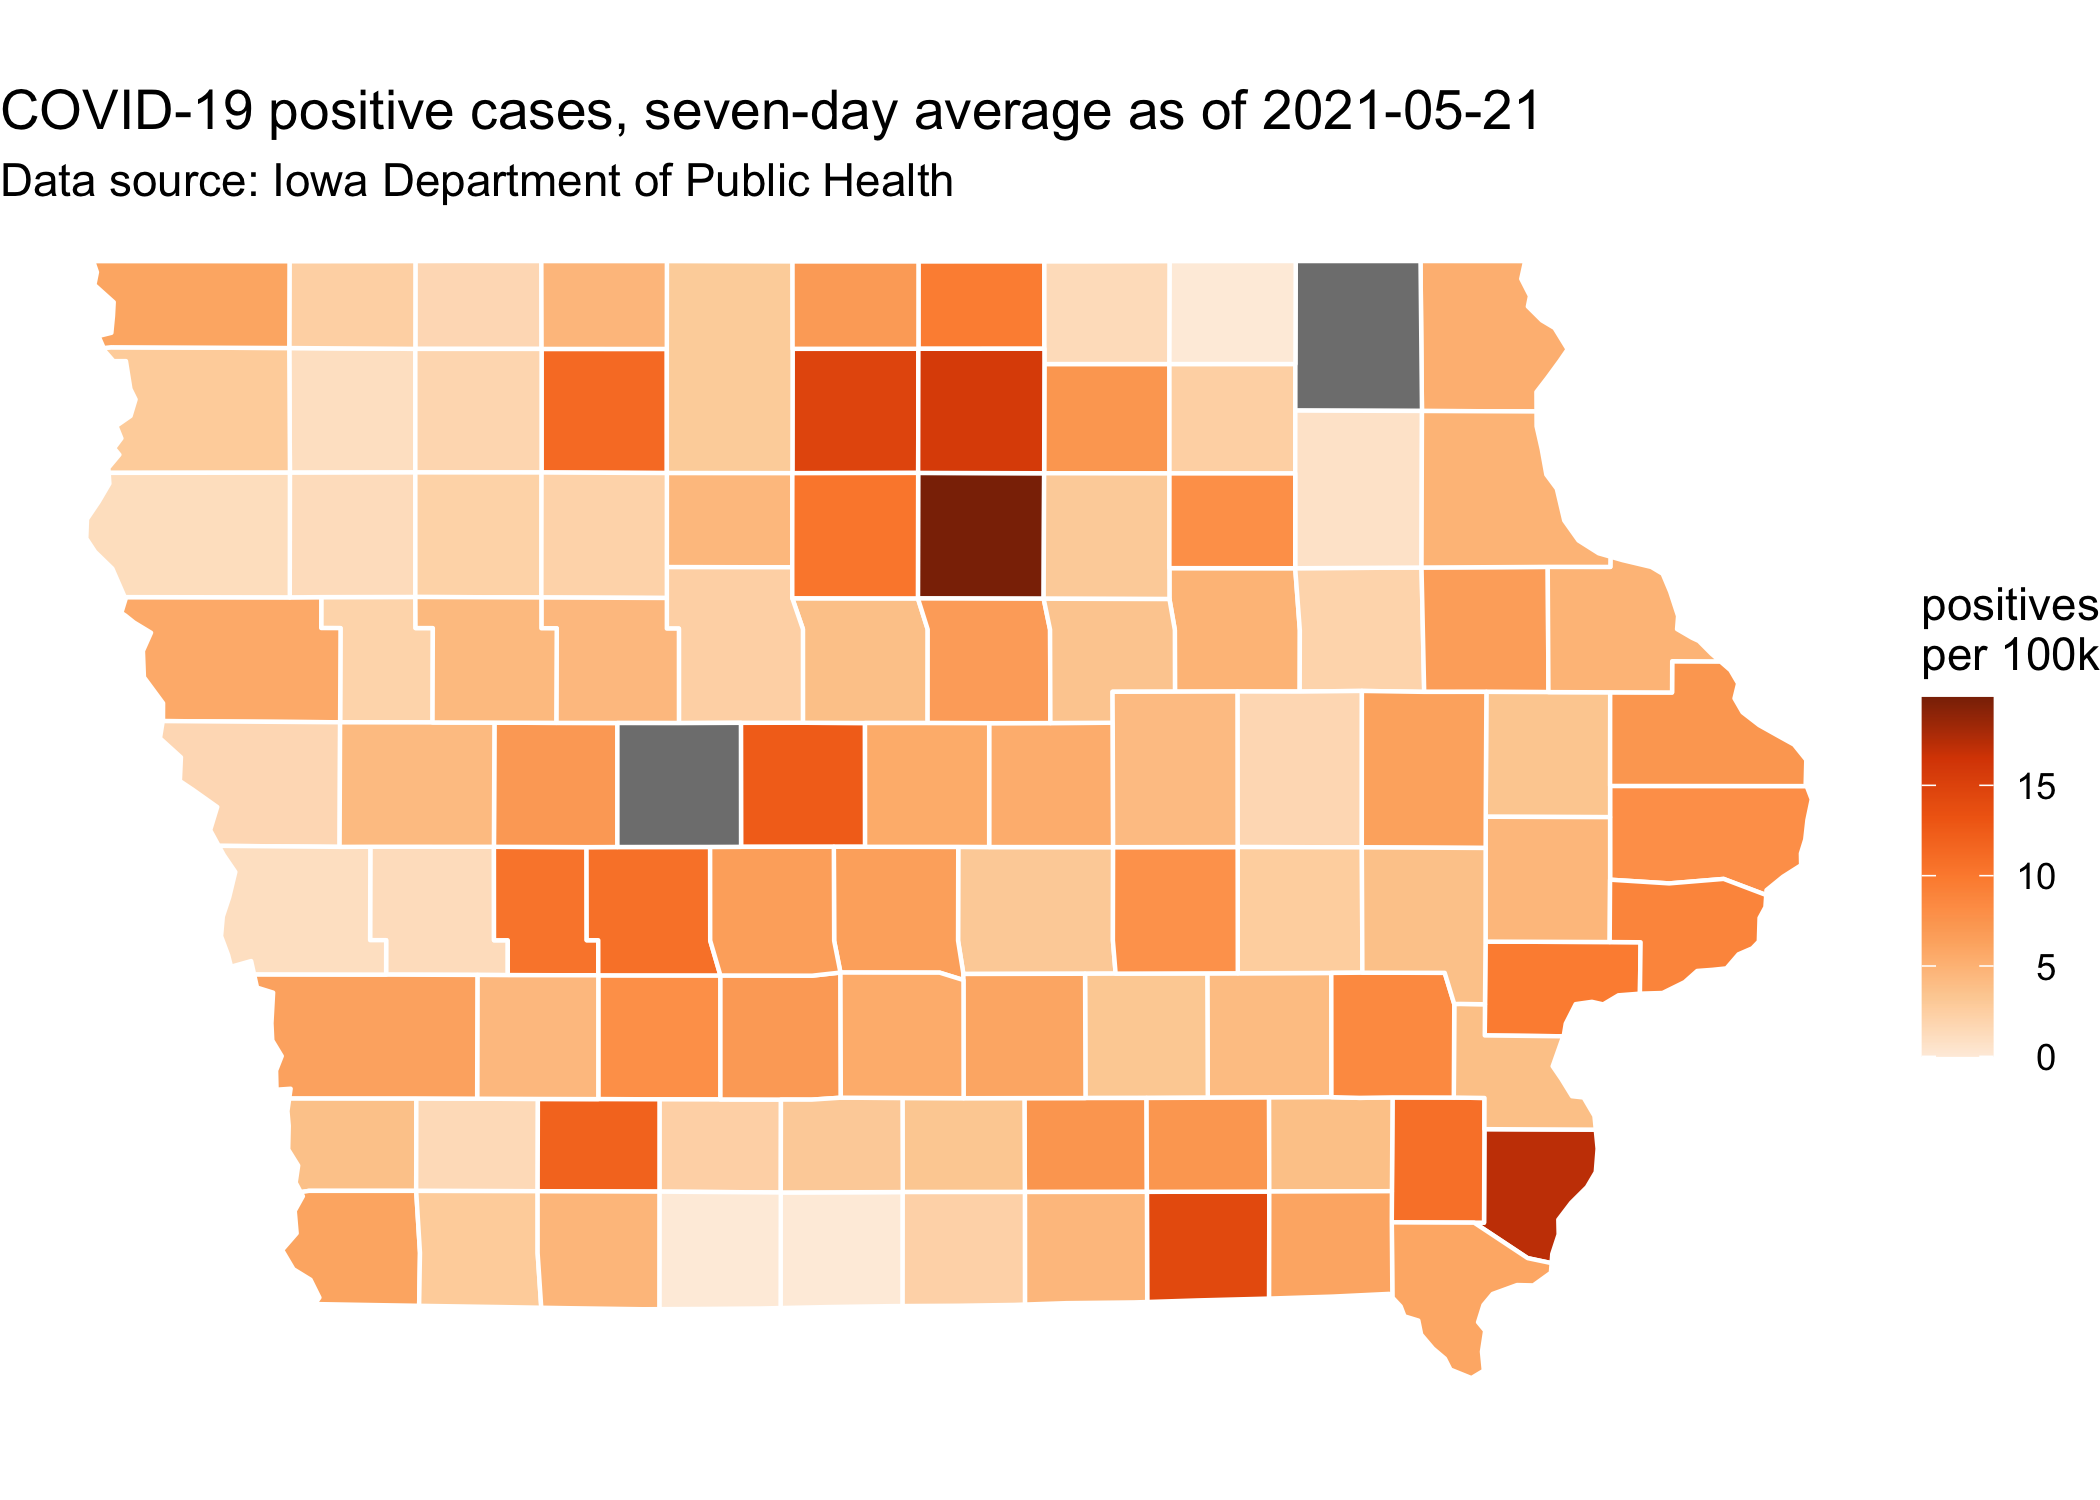 COVID-19 positive cases, seven-day average as of 2021-05-21
Data source: Iowa Department of Public Health
positives
per 100k
15
10
5
0